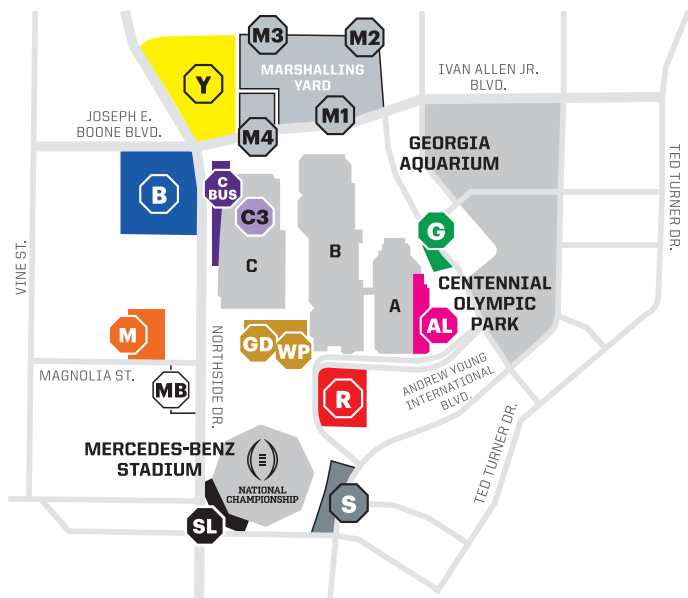 M3
M2
MARSHALLING
YARD
M1
M4
Y
IVAN ALLEN JR.
BLVD.
JOSEPH E.
BOONE BLVD.
GEORGIA
AQUARIUM
TED TURNER DR.
B
C
BUS
C3
C
B
A
G
CENTENNIAL
OLYMPIC
PARK
AL
VINE ST.
M
GD
WP
NORTHSIDE DR.
MAGNOLIA ST.
MB
R
ANDREW YOUNG
INTERNATIONAL
BLVD.
TED TURNER DR.
MERCEDES-BENZ
STADIUM
NATIONAL
CHAMPIONSHIP
S
SL